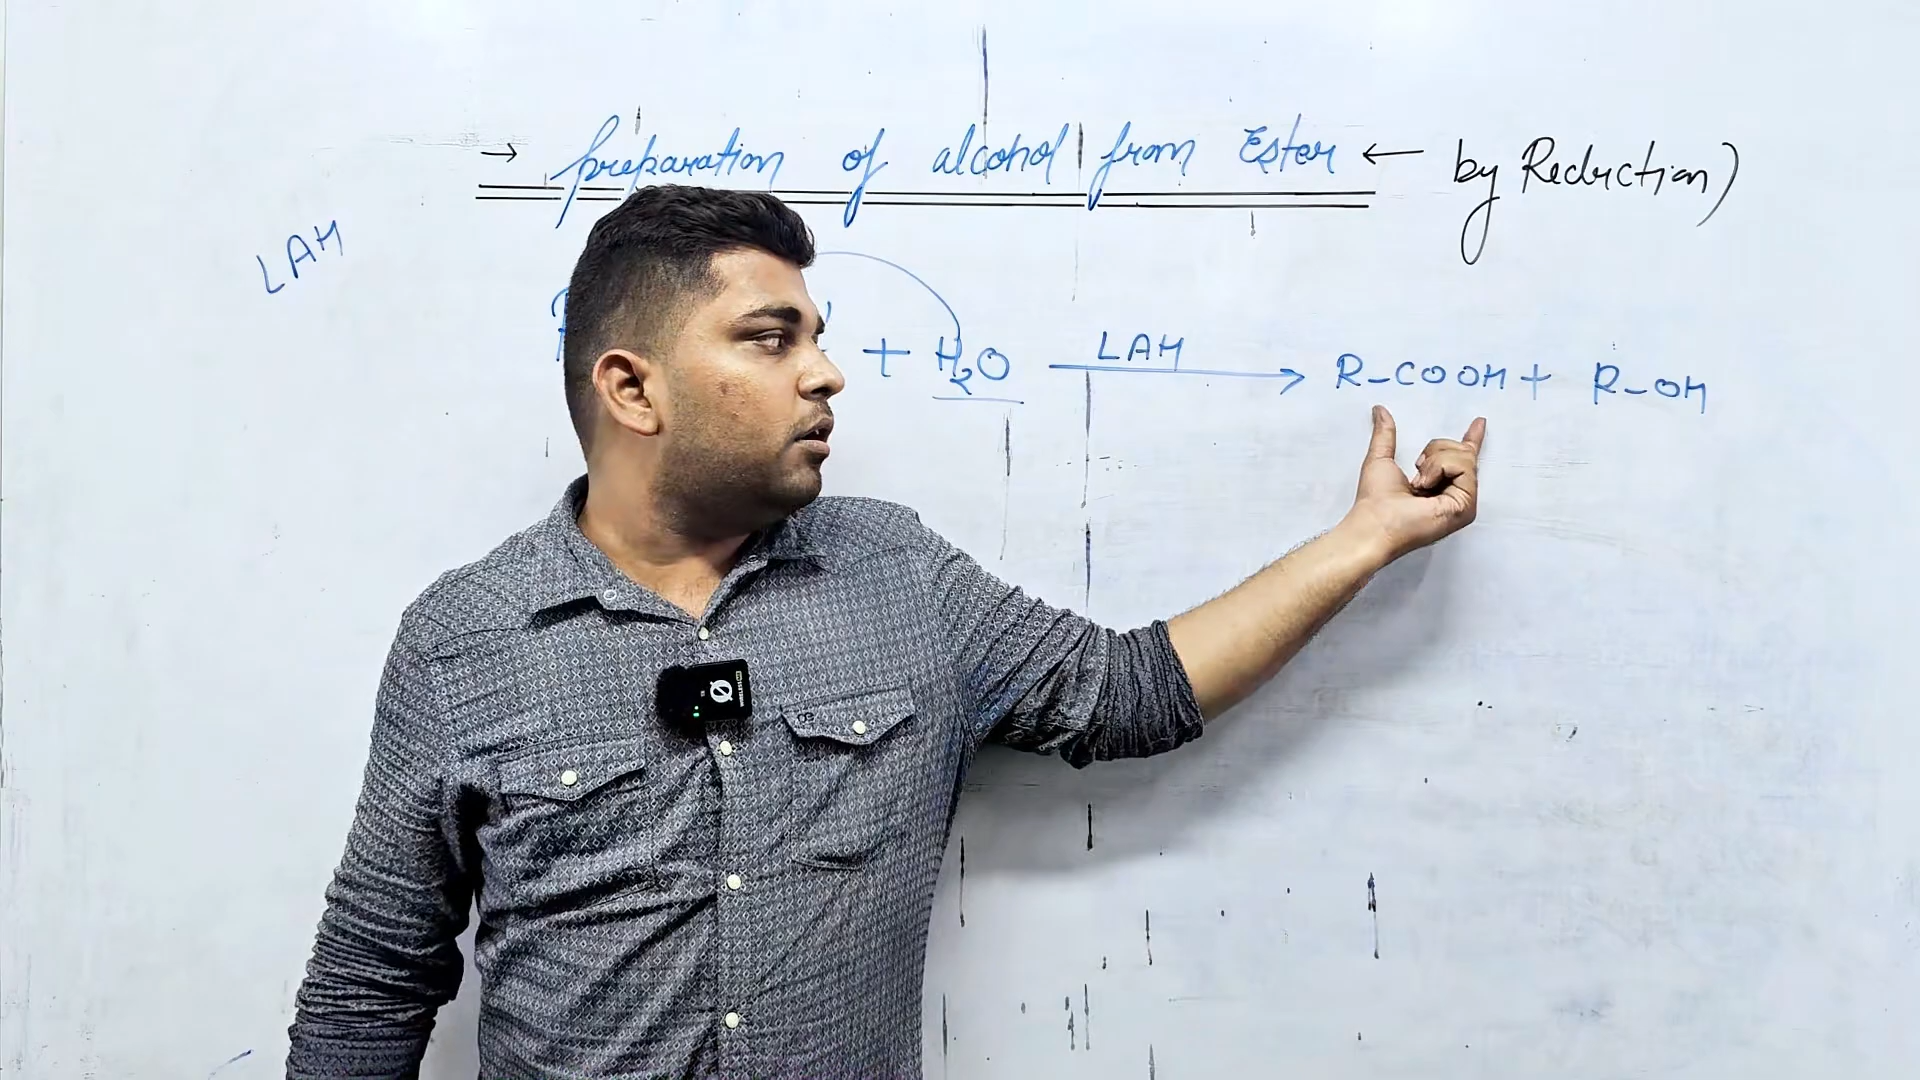 → preparation of alcohol from Ester ← by Reduction)
LAH
+ H₂O LAH → R-COOH + R-OH